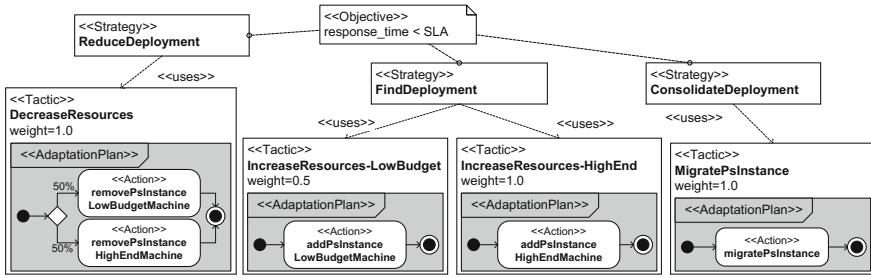 <<Objective>>
response_time < SLA
<<Strategy>>
ReduceDeployment
<<uses>>
<<Strategy>>
FindDeployment
<<uses>>
<<Strategy>>
ConsolidateDeployment
<<uses>>
<<Tactic>>
DecreaseResources
weight=1.0
<<AdaptationPlan>>
50%
<<Action>>
removePsInstance
LowBudgetMachine
50%
<<Action>>
removePsInstance
HighEndMachine
<<Tactic>>
IncreaseResources-LowBudget
weight=0.5
<<AdaptationPlan>>
<<Action>>
addPsInstance
LowBudgetMachine
<<Tactic>>
IncreaseResources-HighEnd
weight=1.0
<<AdaptationPlan>>
<<Action>>
addPsInstance
HighEndMachine
<<Tactic>>
MigratePsInstance
weight=1.0
<<AdaptationPlan>>
<<Action>>
migratePsInstance